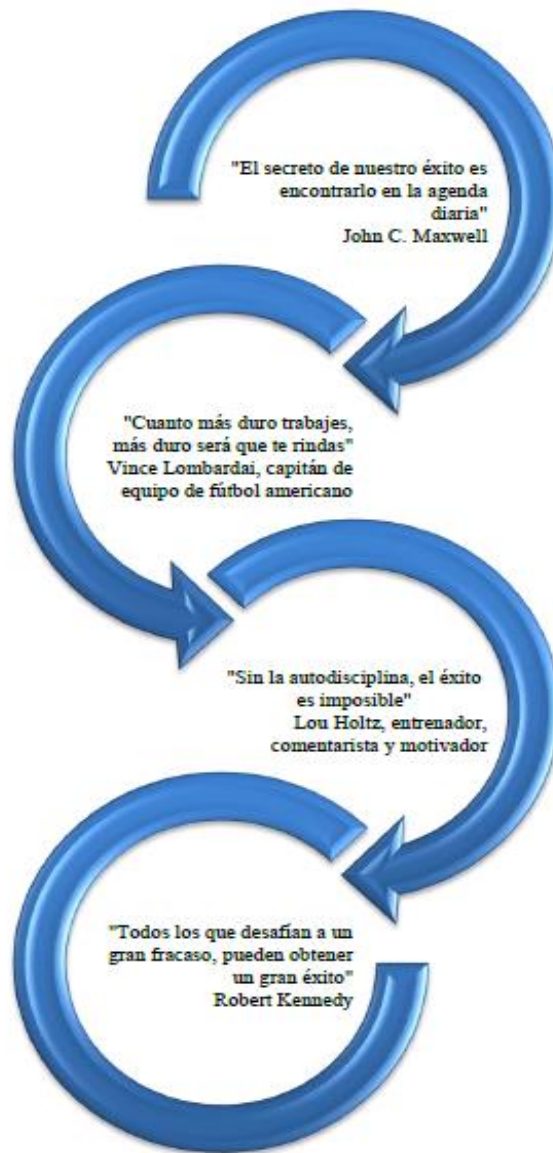 "El secreto de nuestro éxito es
encontrarlo en la agenda
diaria"
John C. Maxwell
"Cuanto más duro trabajes,
más duro será que te rindas"
Vince Lombardai, capitán de
equipo de fútbol americano
"Sin la autodisciplina, el éxito
es imposible"
Lou Holtz, entrenador,
comentarista y motivador
"Todos los que desafían a un
gran fracaso, pueden obtener
un gran éxito"
Robert Kennedy